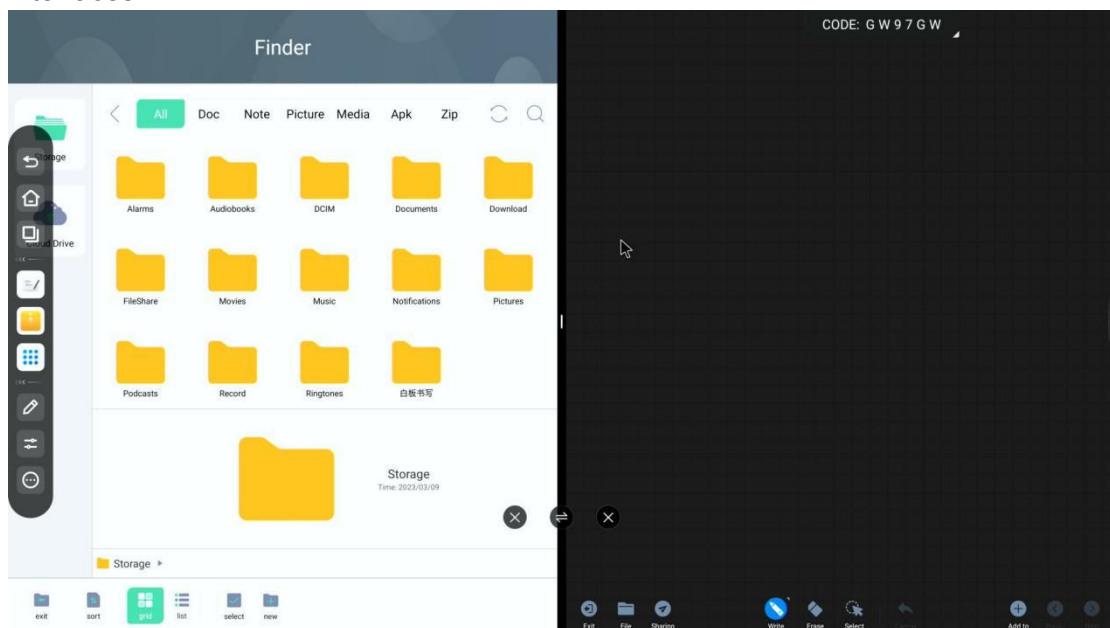 Finder
CODE: G W 9 7 G W
All Doc Note Picture Media Apk Zip
Storage
Cloud Drive
Alarms Audiobooks DCIM Documents Download
FileShare Movies Music Notifications Pictures
Podcasts Record Ringtones 白板书写
Storage
Time: 2023/03/09
Storage
exit sort grid list select new
Exit File Sharing Write Erase Select Add to